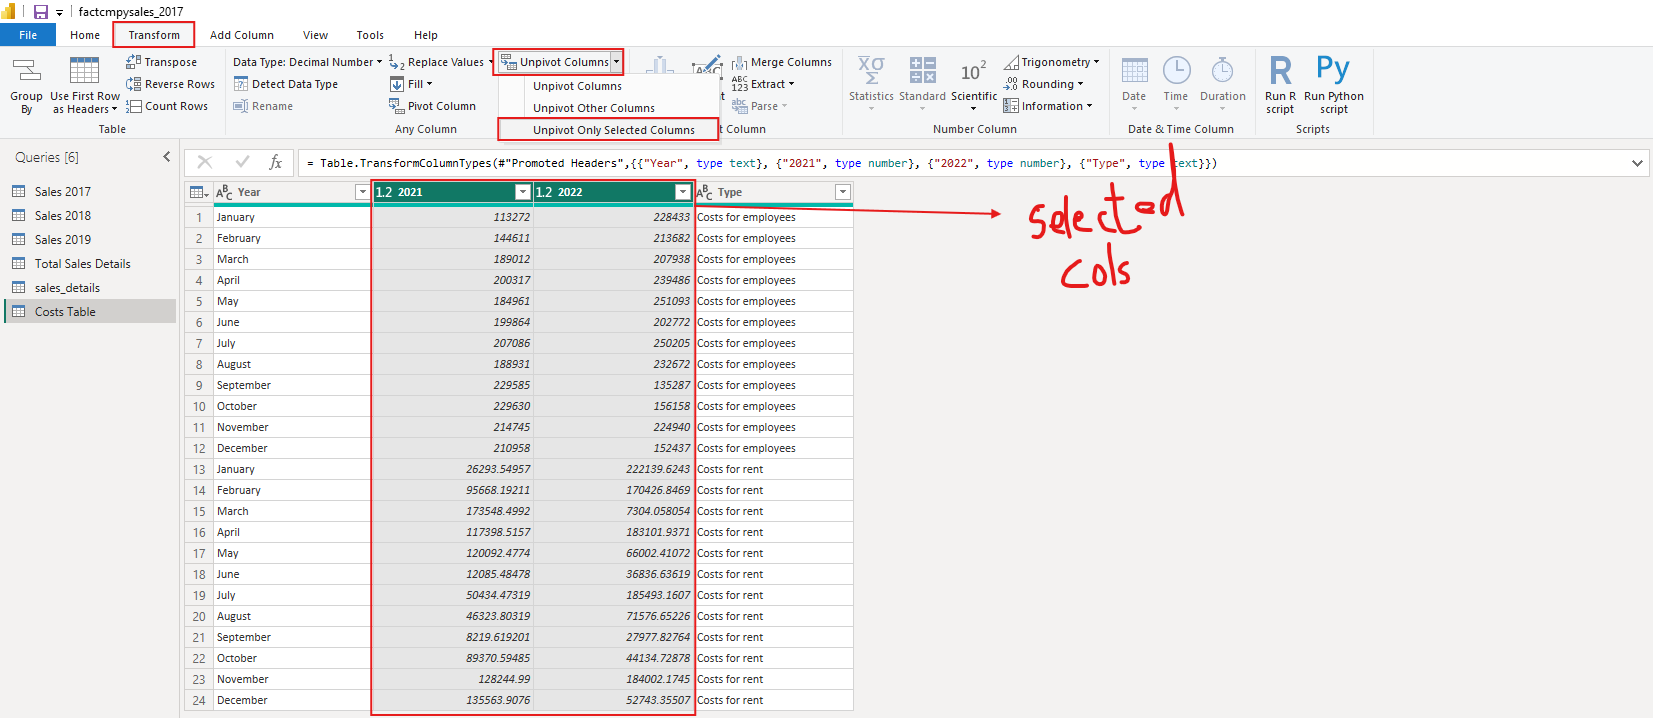 factcmpysales_2017
File Home Transform Add Column View Tools Help
Group By
Use First Row as Headers
Transpose
Reverse Rows
Count Rows
Table
Data Type: Decimal Number
Detect Data Type
Rename
1 2 Replace Values
Fill
Pivot Column
Any Column
Unpivot Columns
Unpivot Columns
Unpivot Other Columns
Unpivot Only Selected Columns
ABC
t Column
Merge Columns
ABC 123 Extract
abc Parse
XΣσ Statistics
Standard
10² Scientific
Trigonometry
.00 Rounding
Information
Number Column
Date
Time
Duration
Date & Time Column
R Run R script
Py Run Python script
Scripts
Queries [6]
Sales 2017
Sales 2018
Sales 2019
Total Sales Details
sales_details
Costs Table
fx = Table.TransformColumnTypes(#"Promoted Headers",{{"Year", type text}, {"2021", type number}, {"2022", type number}, {"Type", type text}})
ABC Year 1.2 2021 1.2 2022 ABC Type
1 January 113272 228433 Costs for employees
2 February 144611 213682 Costs for employees
3 March 189012 207938 Costs for employees
4 April 200317 239486 Costs for employees
5 May 184961 251093 Costs for employees
6 June 199864 202772 Costs for employees
7 July 207086 250205 Costs for employees
8 August 188931 232672 Costs for employees
9 September 229585 135287 Costs for employees
10 October 229630 156158 Costs for employees
11 November 214745 224940 Costs for employees
12 December 210958 152437 Costs for employees
13 January 26293.54957 222139.6243 Costs for rent
14 February 95668.19211 170426.8469 Costs for rent
15 March 173548.4992 7304.058054 Costs for rent
16 April 117398.5157 183101.9371 Costs for rent
17 May 120092.4774 66002.41072 Costs for rent
18 June 12085.48478 36836.63619 Costs for rent
19 July 50434.47319 185493.1607 Costs for rent
20 August 46323.80319 71576.65226 Costs for rent
21 September 8219.619201 27977.82764 Costs for rent
22 October 89370.59485 44134.72878 Costs for rent
23 November 128244.99 184002.1745 Costs for rent
24 December 135563.9076 52743.35507 Costs for rent
selected
cols